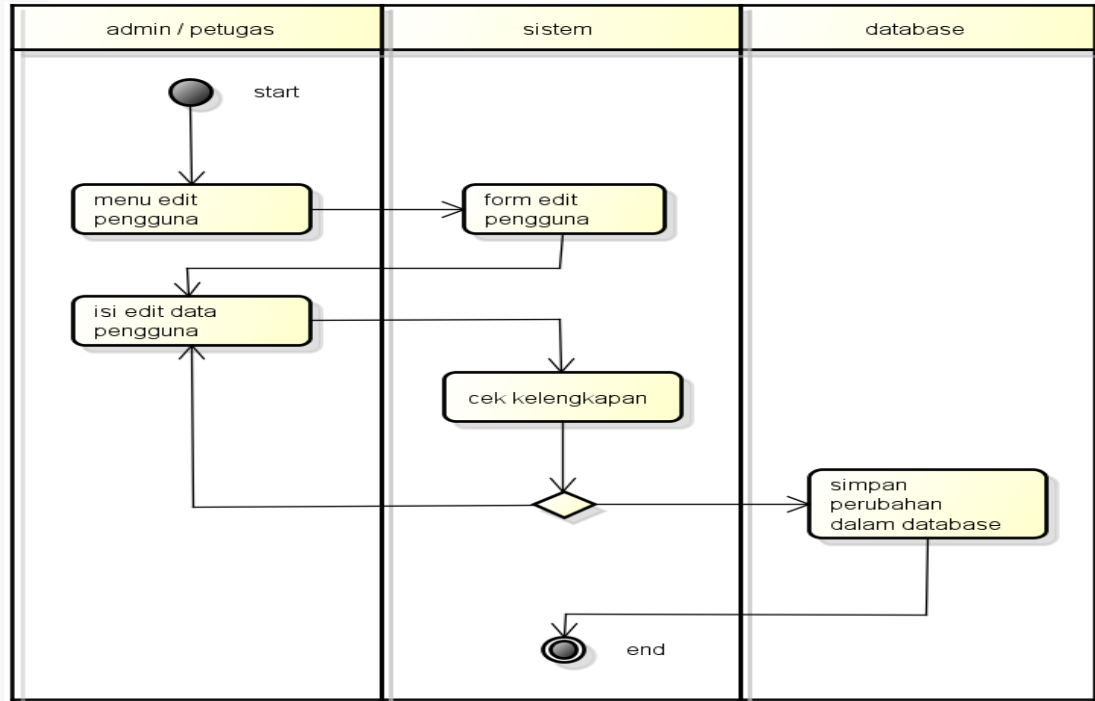 admin / petugas
sistem
database
start
menu edit
pengguna
form edit
pengguna
isi edit data
pengguna
cek kelengkapan
simpan
perubahan
dalam database
end